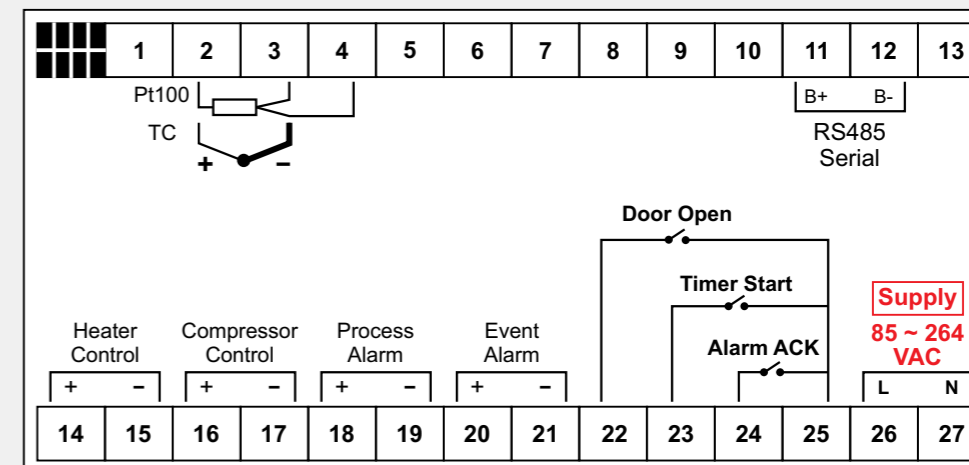 1 2 3 4 5 6 7 8 9 10 11 12 13
Pt100
B+ B-
TC
RS485
Serial
+ −
Door Open
Timer Start
Supply
85 ~ 264
VAC
Heater
Control
Compressor
Control
Process
Alarm
Event
Alarm
Alarm ACK
+ − + − + − + − L N
14 15 16 17 18 19 20 21 22 23 24 25 26 27